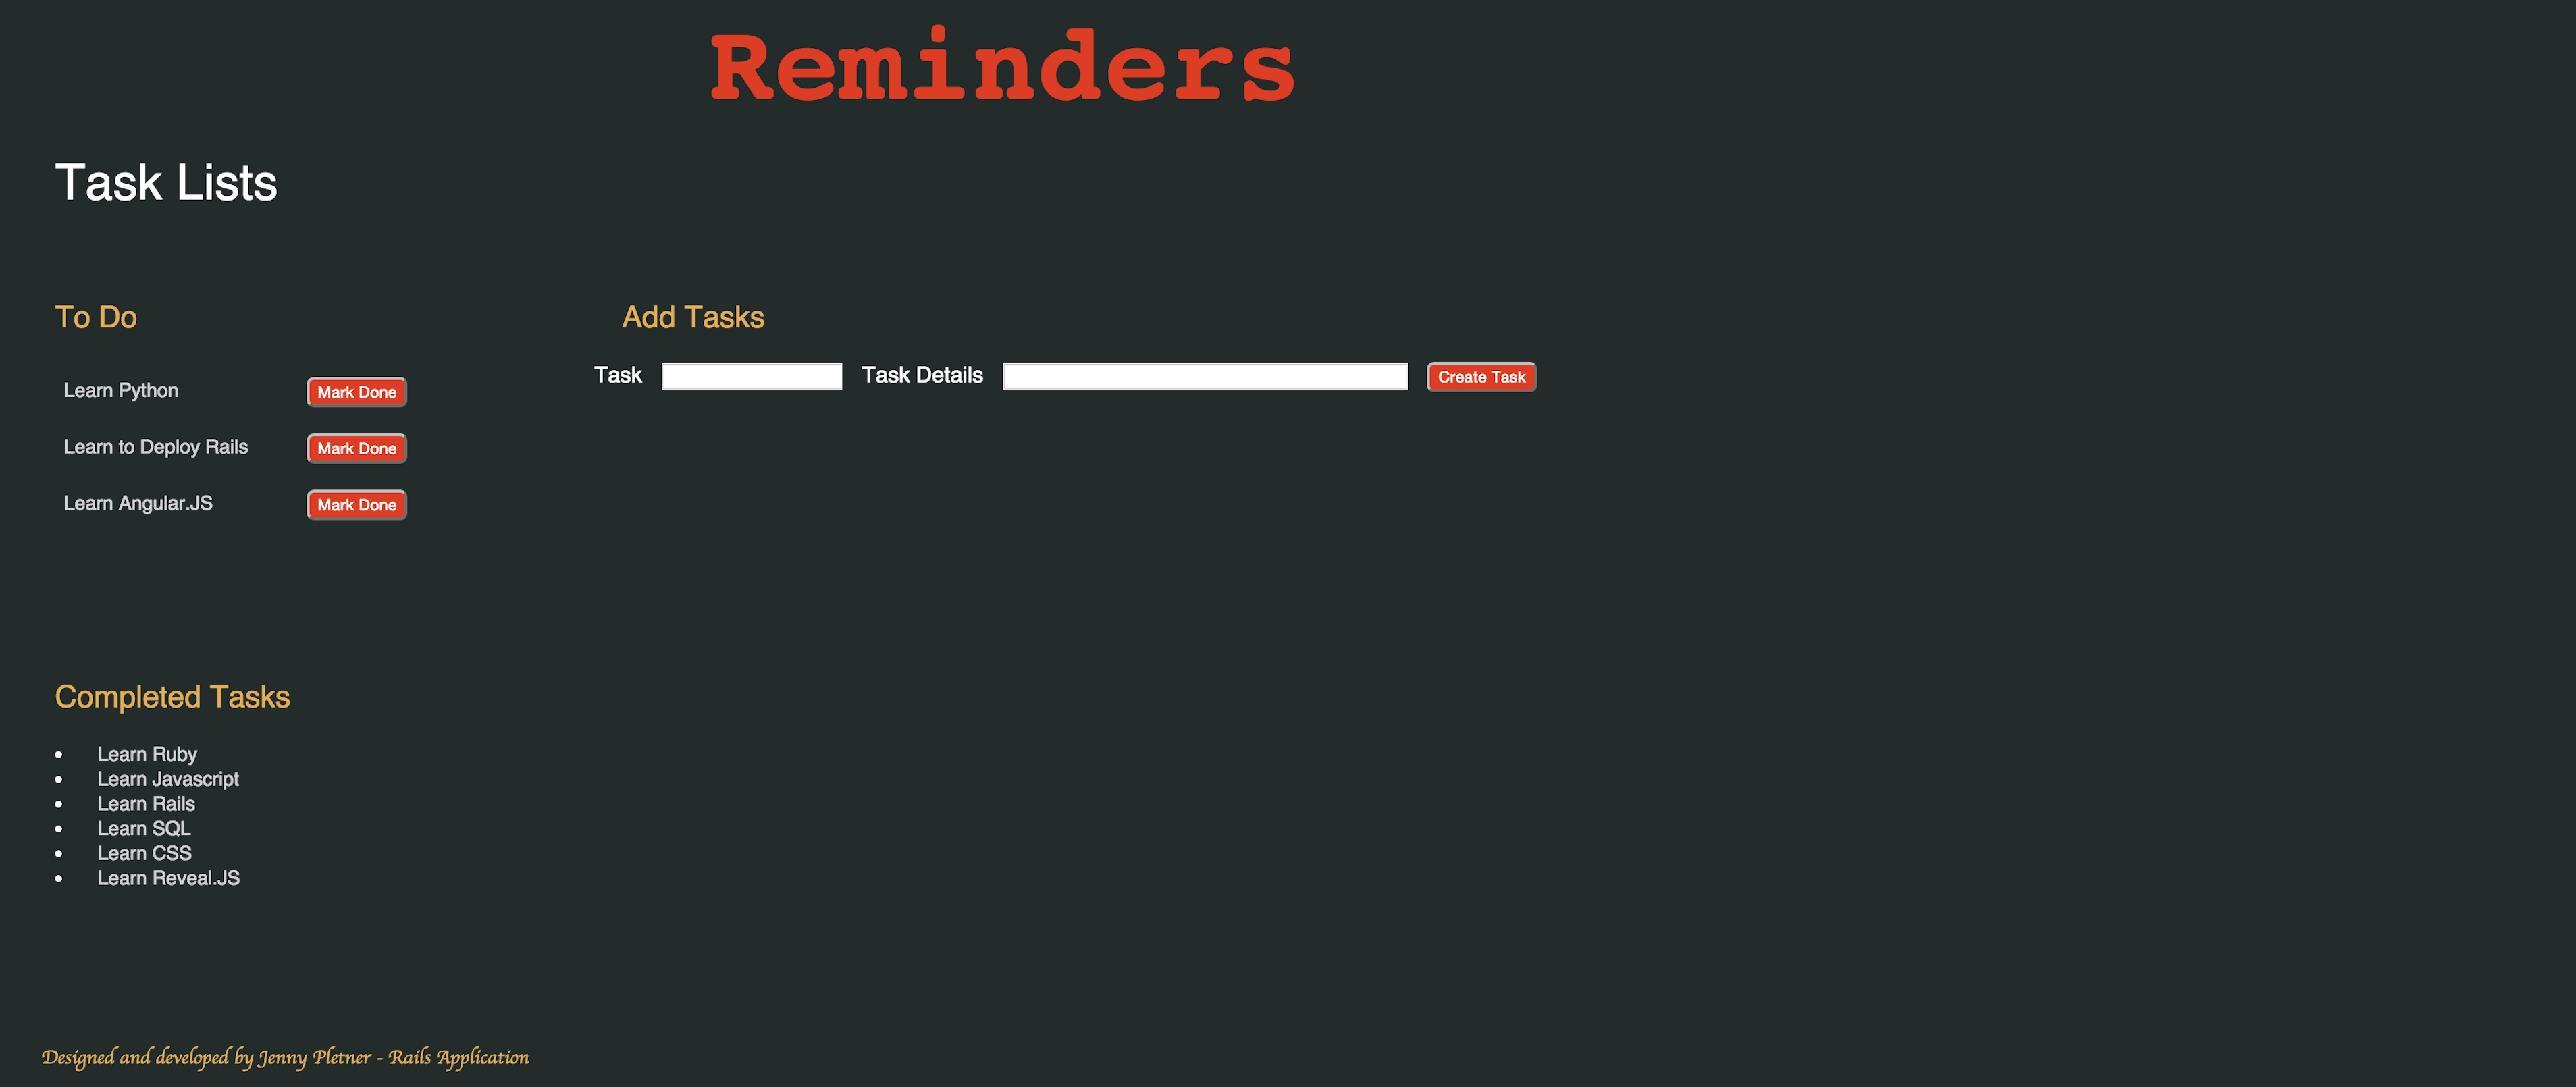 Reminders
Task Lists
To Do
Learn Python Mark Done
Learn to Deploy Rails Mark Done
Learn Angular.JS Mark Done
Add Tasks
Task Task Details Create Task
Completed Tasks
• Learn Ruby
• Learn Javascript
• Learn Rails
• Learn SQL
• Learn CSS
• Learn Reveal.JS
Designed and developed by Jenny Pletner - Rails Application